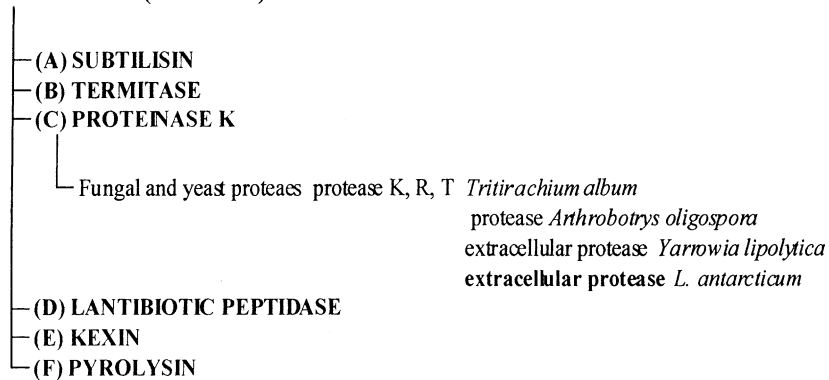 (A) SUBTILISIN
(B) TERMITASE
(C) PROTEINASE K
Fungal and yeast proteaes protease K, R, T Tritirachium album
protease Arthrobotrys oligospora
extracellular protease Yarrowia lipolytica
extracellular protease L. antarcticum
(D) LANTIBIOTIC PEPTIDASE
(E) KEXIN
(F) PYROLYSIN